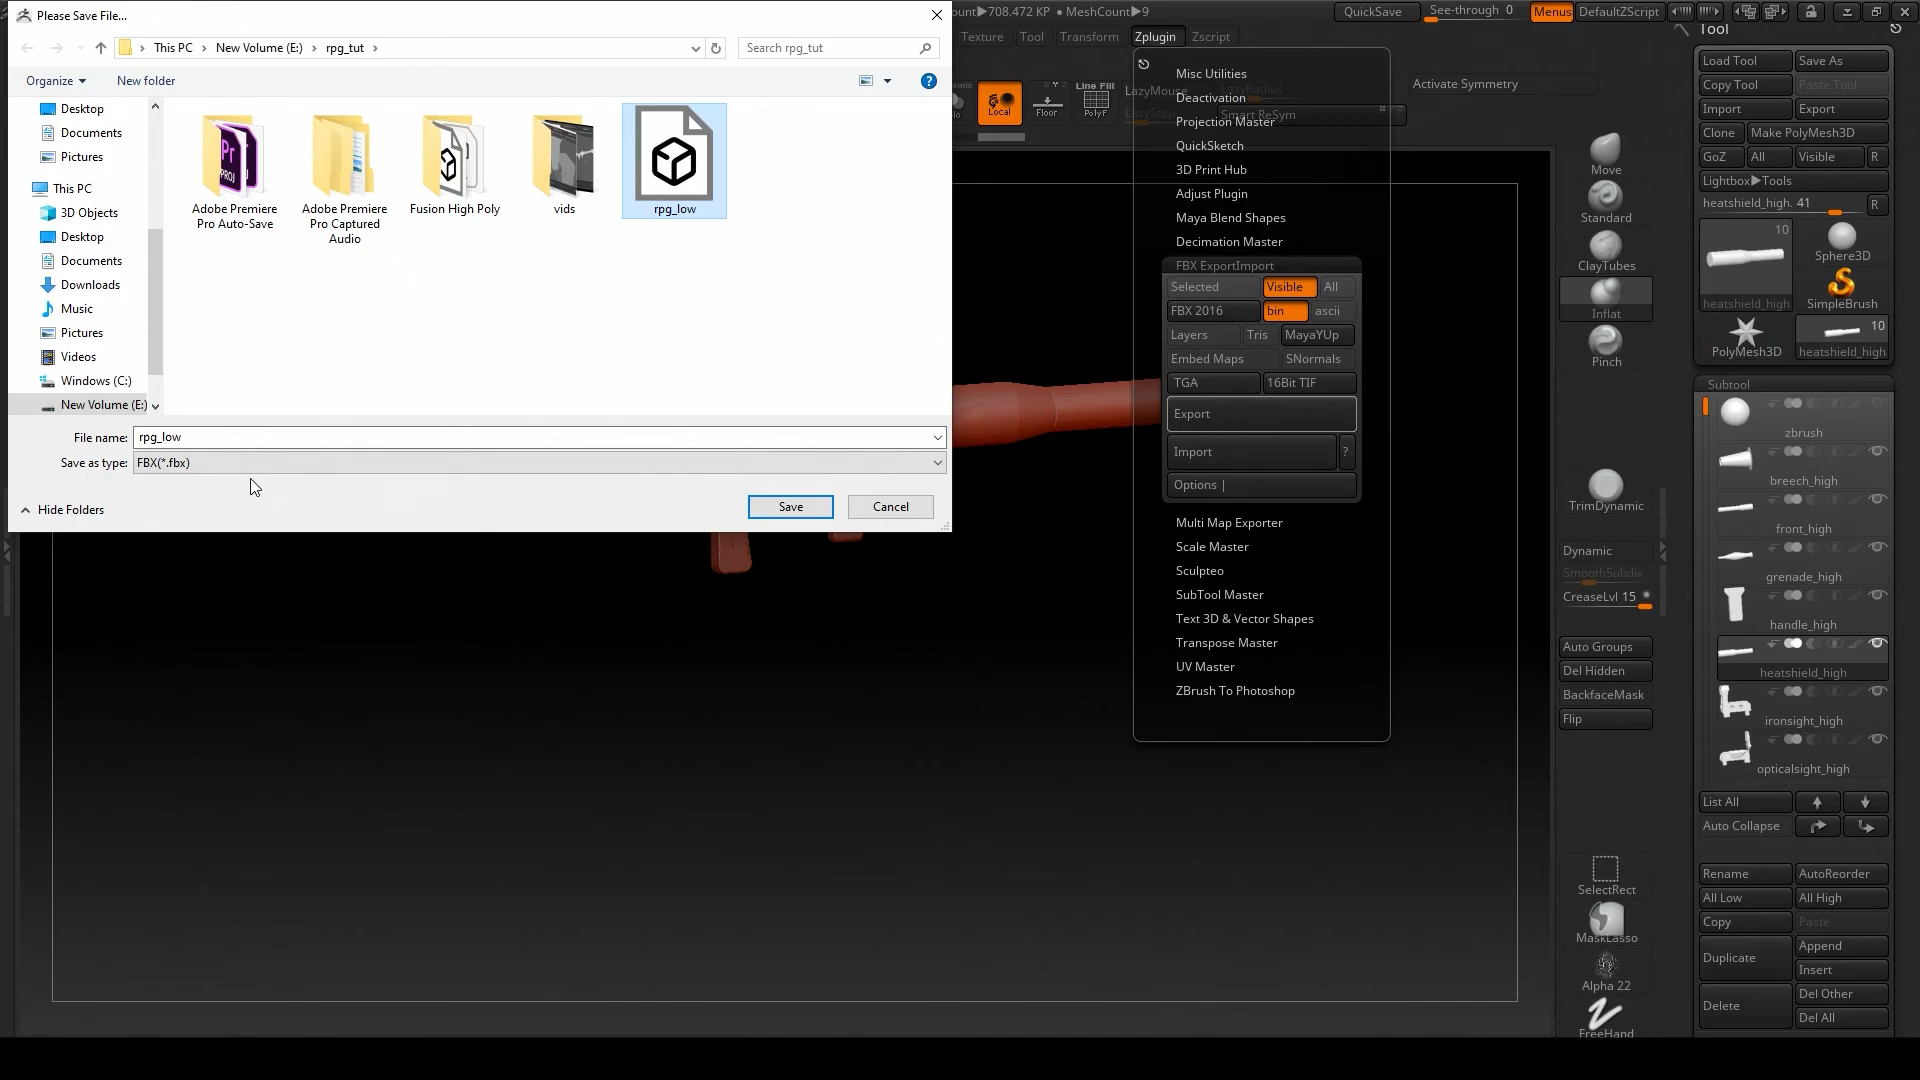 Please Save File...
This PC > New Volume (E:) > rpg_tut >
Search rpg_tut
Organize
New folder
Desktop
Documents
Pictures
This PC
3D Objects
Desktop
Documents
Downloads
Music
Pictures
Videos
Windows (C:)
New Volume (E:)
Adobe Premiere
Pro Auto-Save
Adobe Premiere
Pro Captured
Audio
Fusion High Poly
vids
rpg_low
File name: rpg_low
Save as type: FBX(*.fbx)
Hide Folders
Save
Cancel
ount▶708.472 KP • MeshCount▶9
QuickSave
See-through 0
Menus
DefaultZScript
Texture
Tool
Transform
Zplugin
Zscript
Local
Floor
Line Fill
PolyF
LazyMouse
LazyRadius
LazyStep
Smart ReSym
Activate Symmetry
Misc Utilities
Deactivation
Projection Master
QuickSketch
3D Print Hub
Adjust Plugin
Maya Blend Shapes
Decimation Master
FBX ExportImport
Selected Visible All
FBX 2016 bin ascii
Layers Tris MayaYUp
Embed Maps SNormals
TGA 16Bit TIF
Export
Import ?
Options |
Multi Map Exporter
Scale Master
Sculpteo
SubTool Master
Text 3D & Vector Shapes
Transpose Master
UV Master
ZBrush To Photoshop
Move
Standard
ClayTubes
Inflat
Pinch
TrimDynamic
Dynamic
SmoothSubdiv
CreaseLvl 15
Auto Groups
Del Hidden
BackfaceMask
Flip
SelectRect
MaskLasso
Alpha 22
FreeHand
Tool
Load Tool Save As
Copy Tool Paste Tool
Import Export
Clone Make PolyMesh3D
GoZ All Visible R
Lightbox▶Tools
heatshield_high. 41 R
10
heatshield_high
Sphere3D
SimpleBrush
PolyMesh3D
10
heatshield_high
Subtool
zbrush
breech_high
front_high
grenade_high
handle_high
heatshield_high
ironsight_high
opticalsight_high
List All
Auto Collapse
Rename AutoReorder
All Low All High
Copy Paste
Duplicate Append
Insert
Delete Del Other
Del All